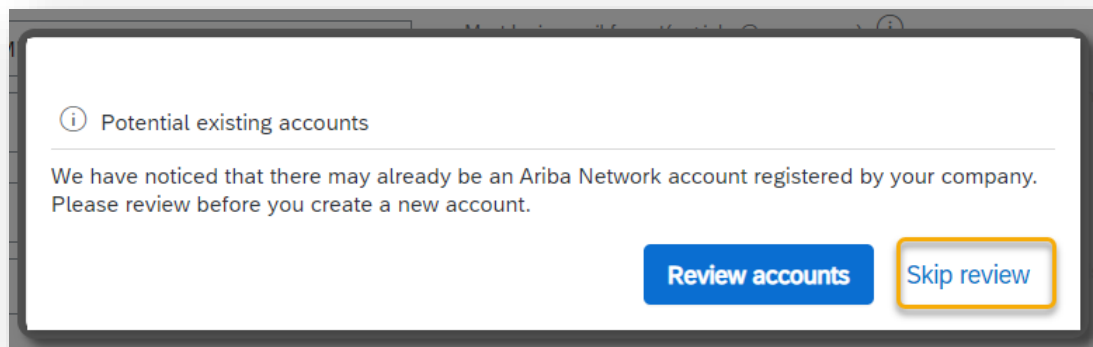 Potential existing accounts
We have noticed that there may already be an Ariba Network account registered by your company.
Please review before you create a new account.
Review accounts
Skip review